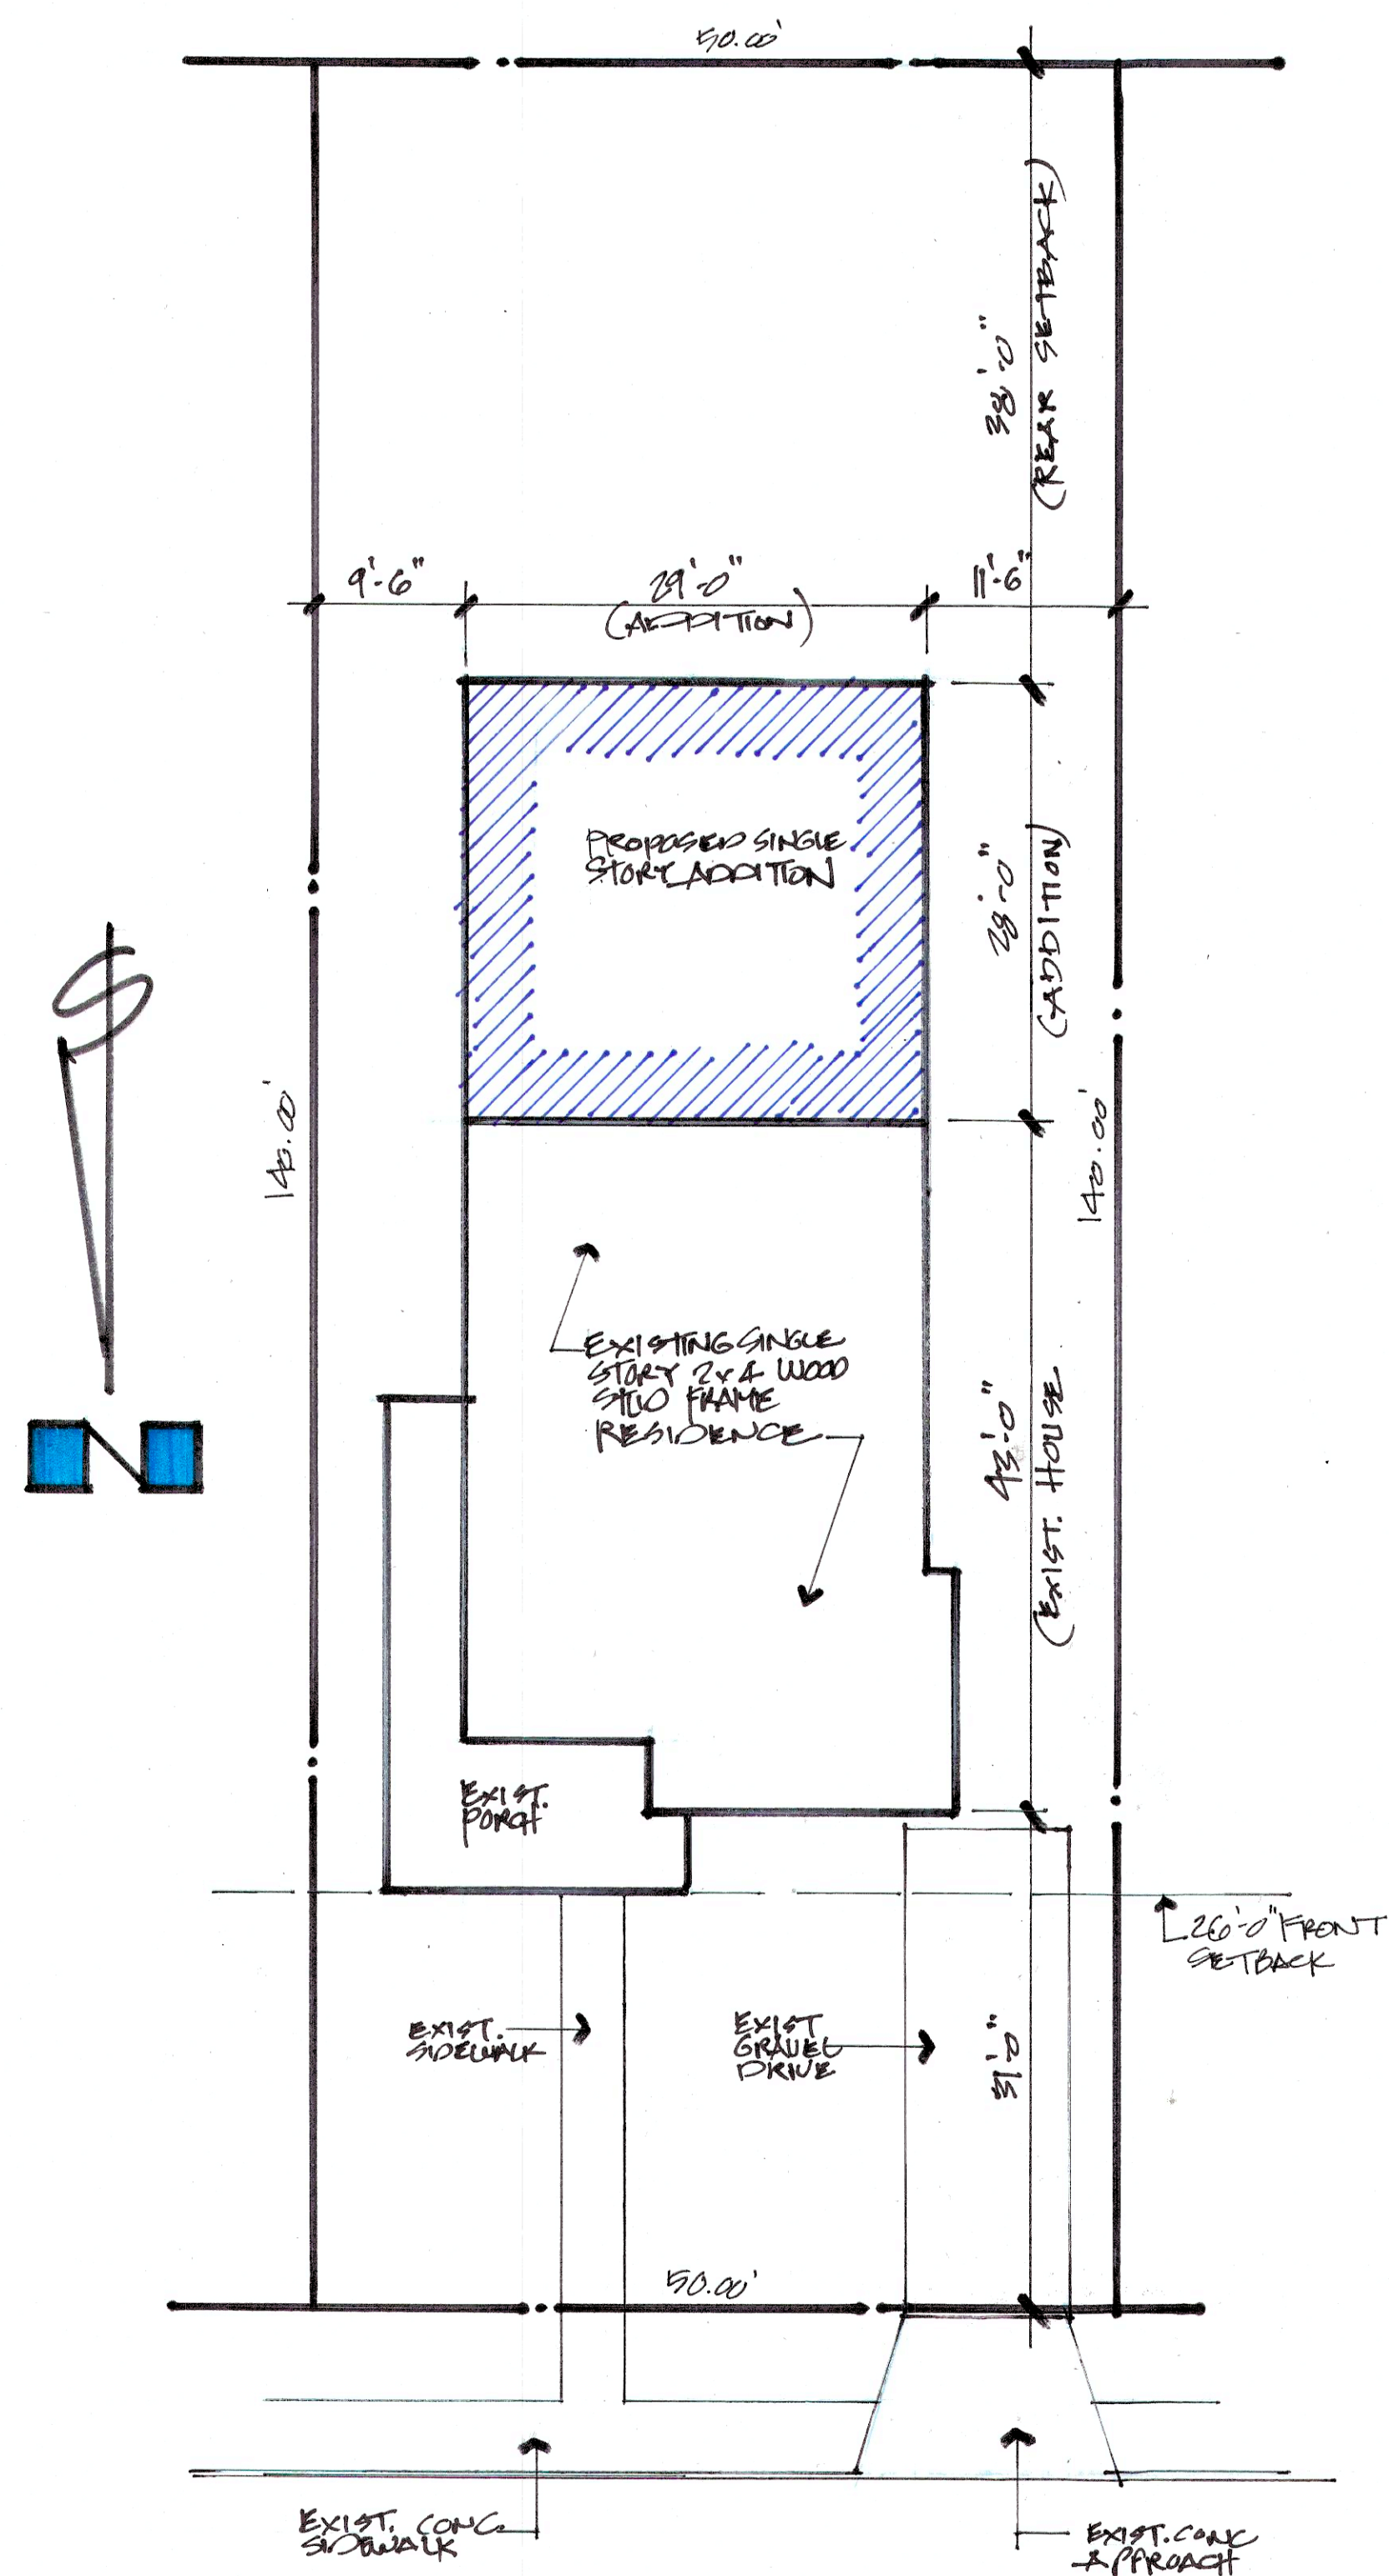 50.00'
38'-0"
(REAR SETBACK)
9'-6"
29'-0"
(ADDITION)
11'-6"
PROPOSED SINGLE
STORY ADDITION
28'-0"
(ADDITION)
S
140.00'
140.00'
EXISTING SINGLE
STORY 2x4 WOOD
STUD FRAME
RESIDENCE
43'-0"
(EXIST. HOUSE
N
EXIST.
PORCH
26'-0" FRONT
SETBACK
EXIST.
SIDEWALK
EXIST
GRAVEL
DRIVE
31'-0"
50.00'
EXIST. CONC.
SIDEWALK
EXIST. CONC
APPROACH